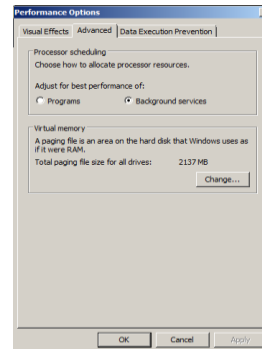 Performance Options
Visual Effects Advanced Data Execution Prevention
Processor scheduling
Choose how to allocate processor resources.
Adjust for best performance of:
Programs Background services
Virtual memory
A paging file is an area on the hard disk that Windows uses as
if it were RAM.
Total paging file size for all drives: 2137 MB
Change...
OK Cancel Apply